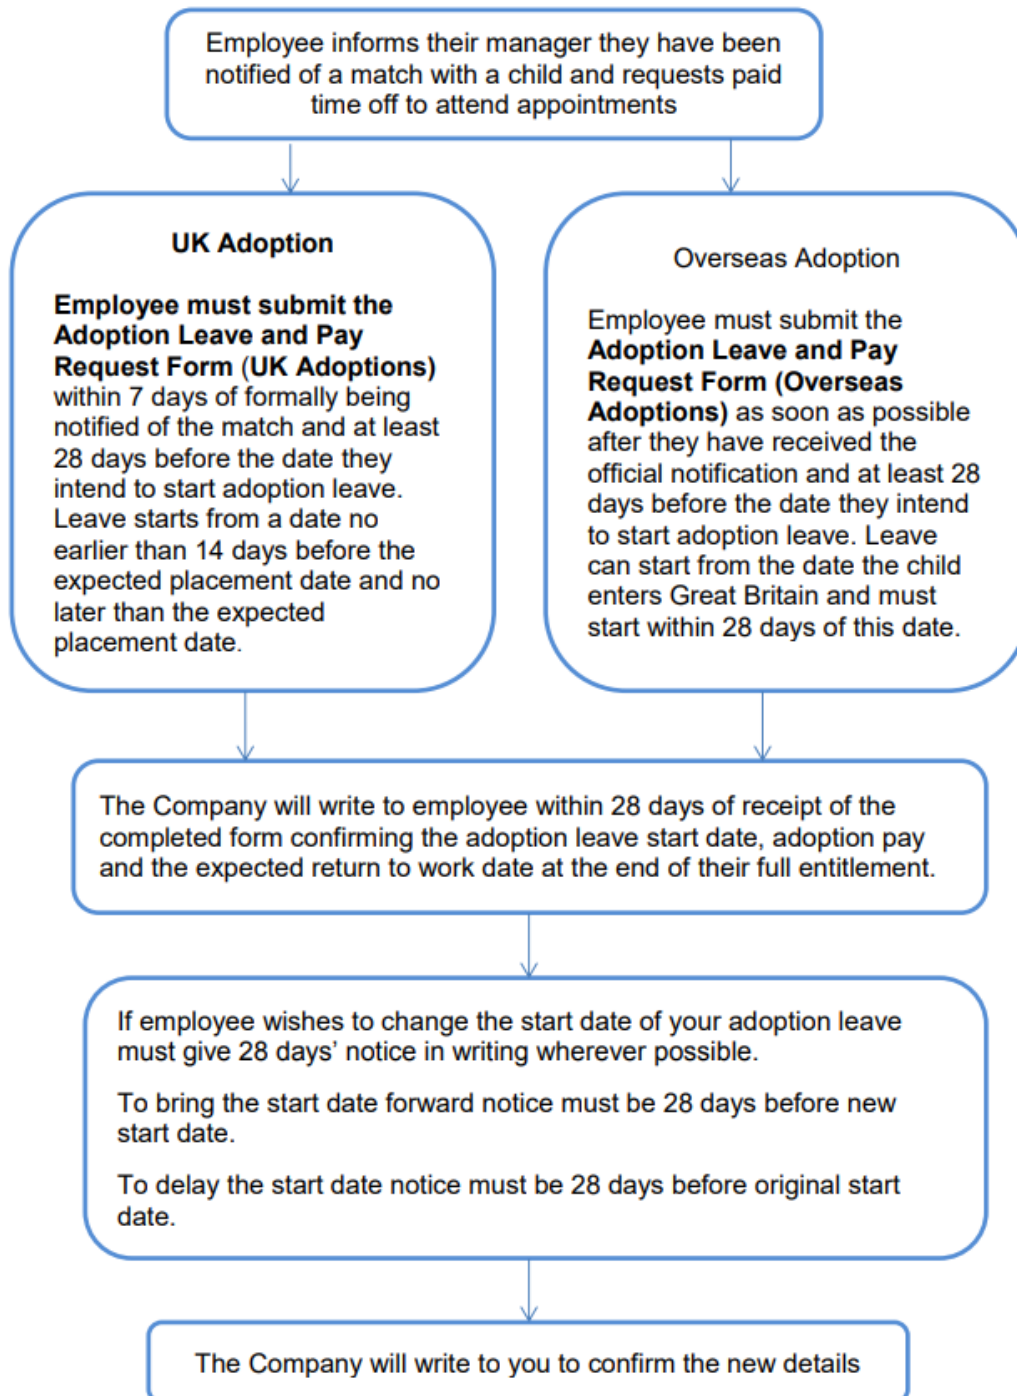 Employee informs their manager they have been
notified of a match with a child and requests paid
time off to attend appointments
UK Adoption
Employee must submit the
Adoption Leave and Pay
Request Form (UK Adoptions)
within 7 days of formally being
notified of the match and at least
28 days before the date they
intend to start adoption leave.
Leave starts from a date no
earlier than 14 days before the
expected placement date and no
later than the expected
placement date.
Overseas Adoption
Employee must submit the
Adoption Leave and Pay
Request Form (Overseas
Adoptions) as soon as possible
after they have received the
official notification and at least 28
days before the date they intend
to start adoption leave. Leave
can start from the date the child
enters Great Britain and must
start within 28 days of this date.
The Company will write to employee within 28 days of receipt of the
completed form confirming the adoption leave start date, adoption pay
and the expected return to work date at the end of their full entitlement.
If employee wishes to change the start date of your adoption leave
must give 28 days’ notice in writing wherever possible.
To bring the start date forward notice must be 28 days before new
start date.
To delay the start date notice must be 28 days before original start
date.
The Company will write to you to confirm the new details